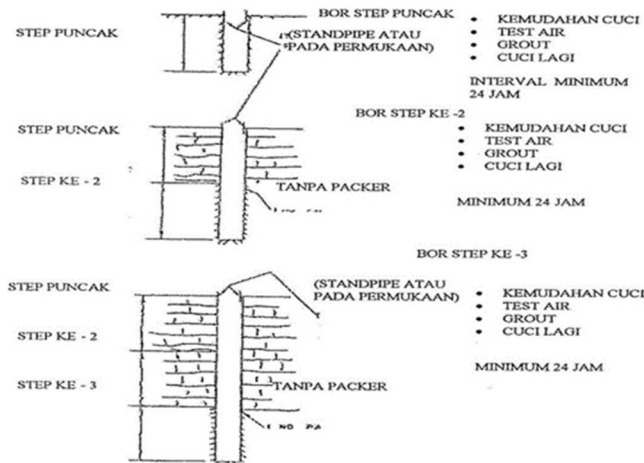 BOR STEP PUNCAK
STEP PUNCAK
(STANDPIPE ATAU
PADA PERMUKAAN)
• KEMUDAHAN CUCI
• TEST AIR
• GROUT
• CUCI LAGI
INTERVAL MINIMUM
24 JAM
BOR STEP KE -2
STEP PUNCAK
• KEMUDAHAN CUCI
• TEST AIR
• GROUT
• CUCI LAGI
STEP KE - 2
TANPA PACKER
MINIMUM 24 JAM
BOR STEP KE -3
STEP PUNCAK
(STANDPIPE ATAU
PADA PERMUKAAN)
• KEMUDAHAN CUCI
• TEST AIR
• GROUT
• CUCI LAGI
STEP KE - 2
MINIMUM 24 JAM
STEP KE - 3
TANPA PACKER